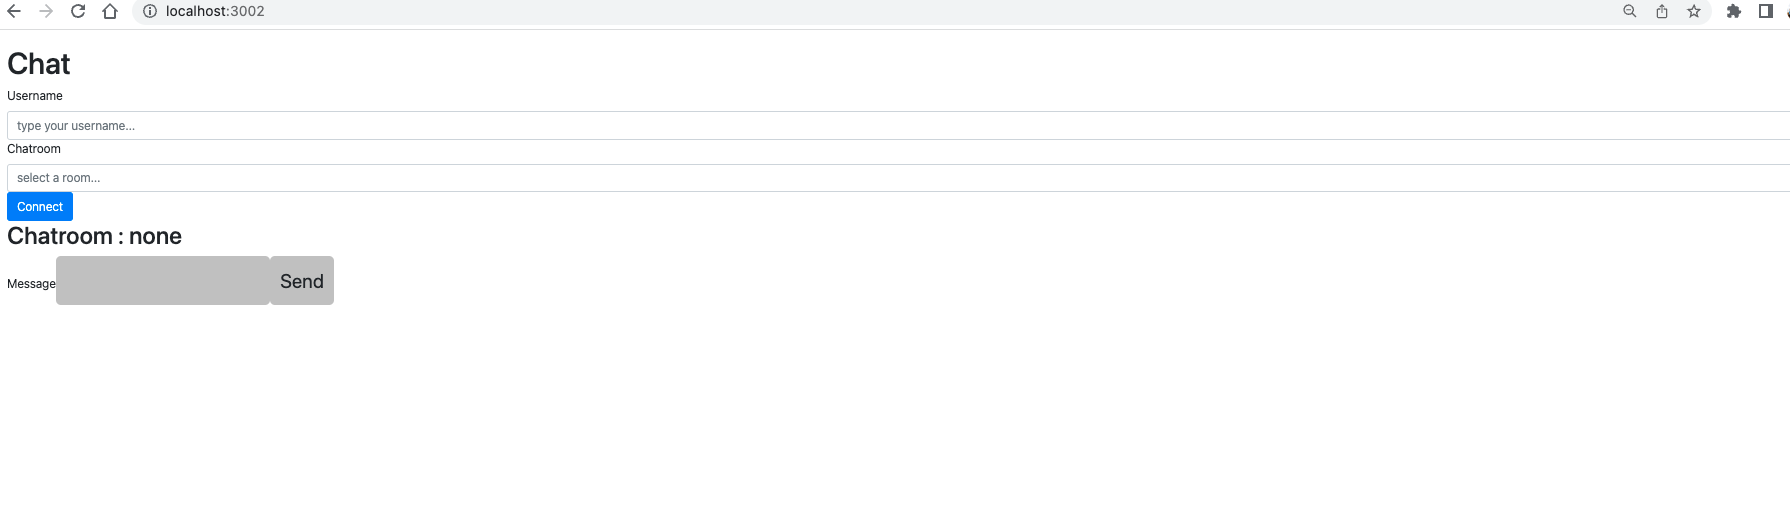 localhost:3002
Chat
Username
type your username...
Chatroom
select a room...
Connect
Chatroom : none
Message Send